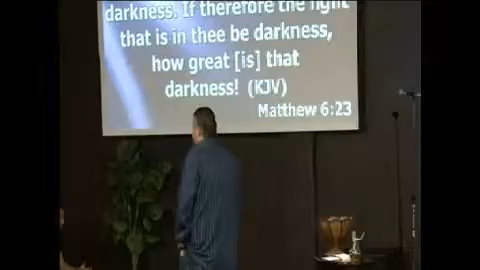 darkness. If therefore the light
that is in thee be darkness,
how great [is] that
darkness! (KJV)
Matthew 6:23